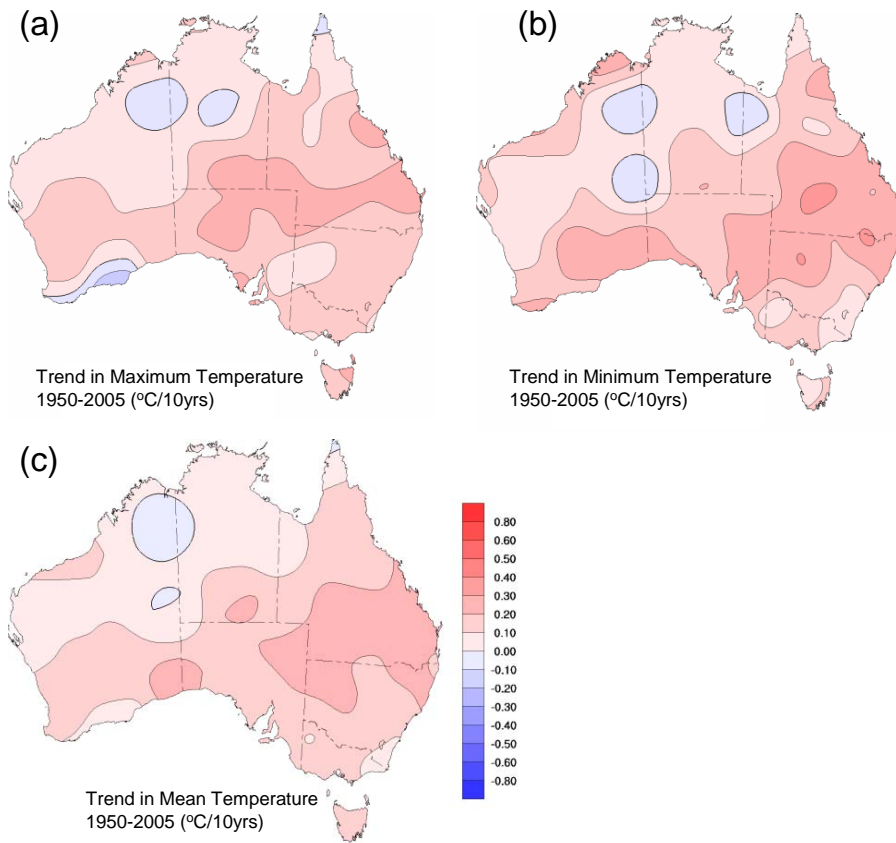 (a)
(b)
Trend in Maximum Temperature
1950-2005 (ºC/10yrs)
Trend in Minimum Temperature
1950-2005 (ºC/10yrs)
(c)
0.80
0.60
0.50
0.40
0.30
0.20
0.10
0.00
-0.10
-0.20
-0.30
-0.40
-0.50
-0.60
-0.80
Trend in Mean Temperature
1950-2005 (ºC/10yrs)